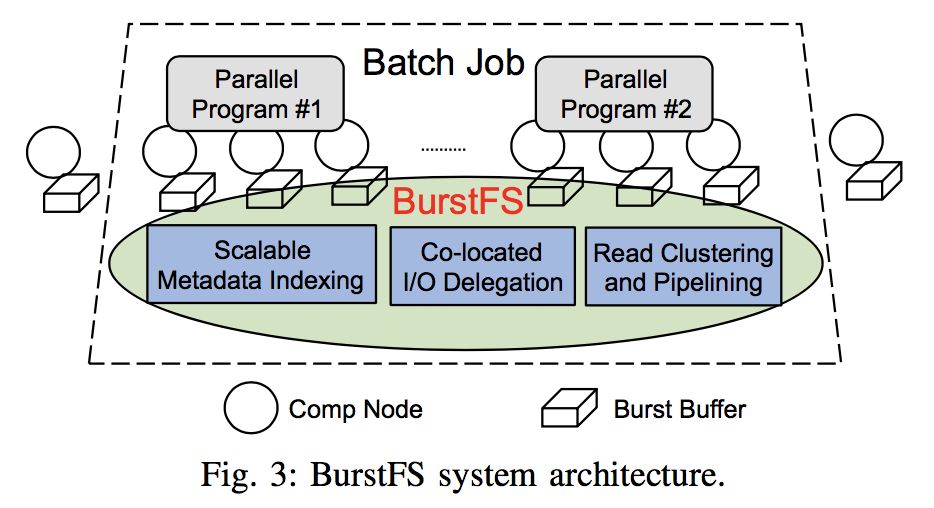 Batch Job
Parallel
Program #1
Parallel
Program #2
..........
BurstFS
Scalable
Metadata Indexing
Co-located
I/O Delegation
Read Clustering
and Pipelining
Comp Node
Burst Buffer
Fig. 3: BurstFS system architecture.